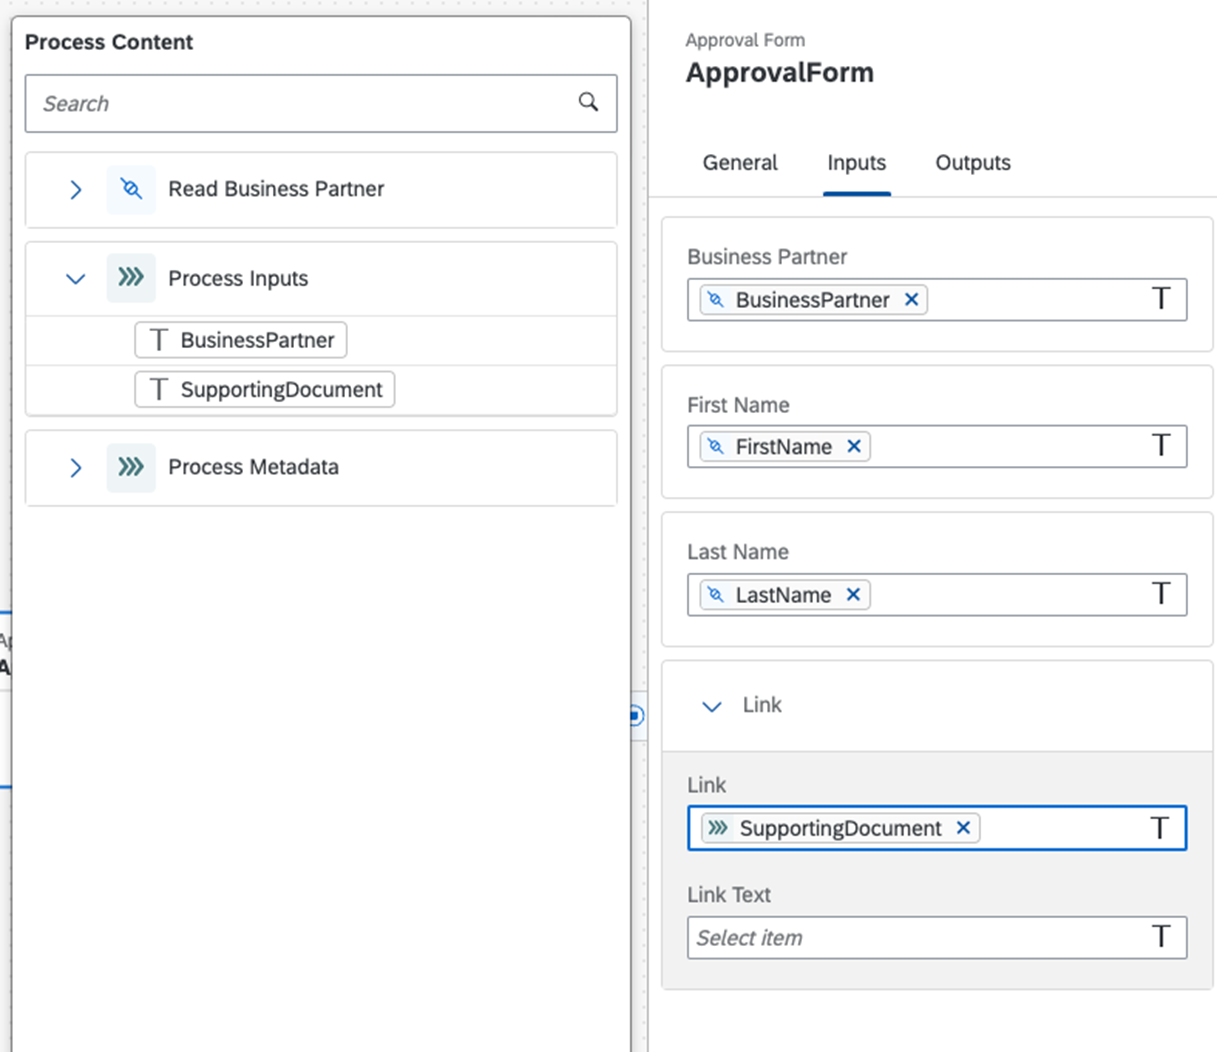 Process Content
Search
Read Business Partner
Process Inputs
T BusinessPartner
T SupportingDocument
Process Metadata
A
Approval Form
ApprovalForm
General Inputs Outputs
Business Partner
BusinessPartner T
First Name
FirstName T
Last Name
LastName T
Link
Link
SupportingDocument T
Link Text
Select item T